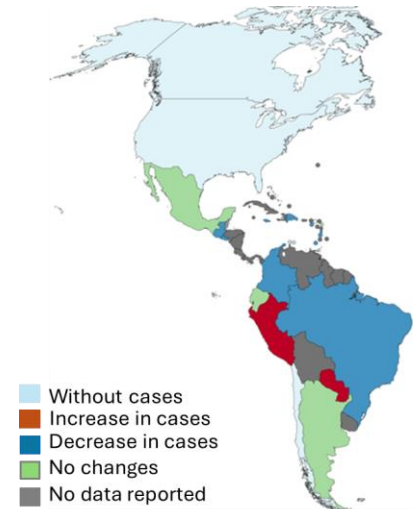 Without cases
Increase in cases
Decrease in cases
No changes
No data reported